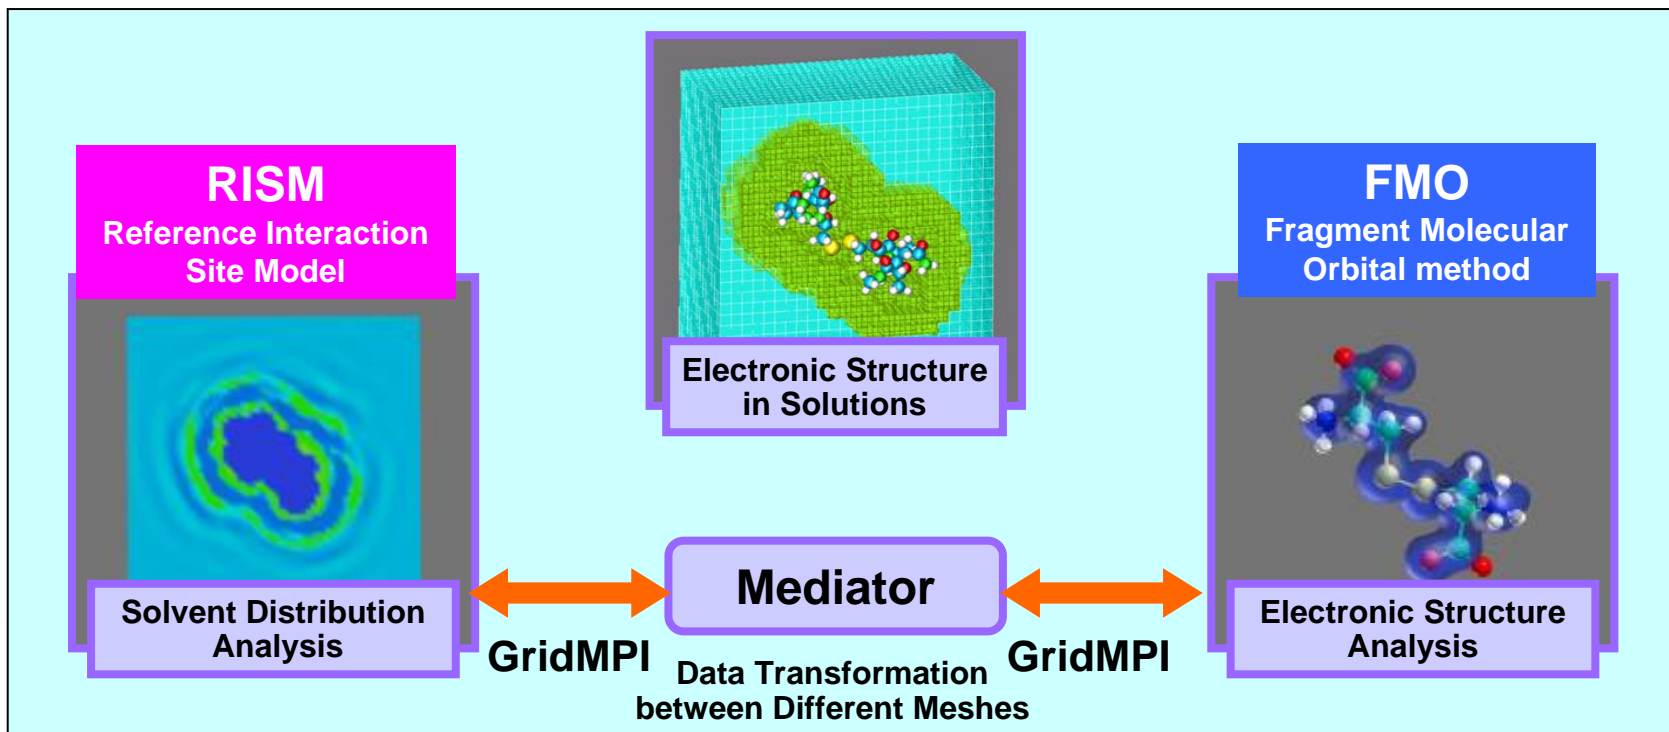 RISM
Reference Interaction
Site Model
Solvent Distribution
Analysis
Electronic Structure
in Solutions
FMO
Fragment Molecular
Orbital method
Electronic Structure
Analysis
Mediator
GridMPI
GridMPI
Data Transformation
between Different Meshes